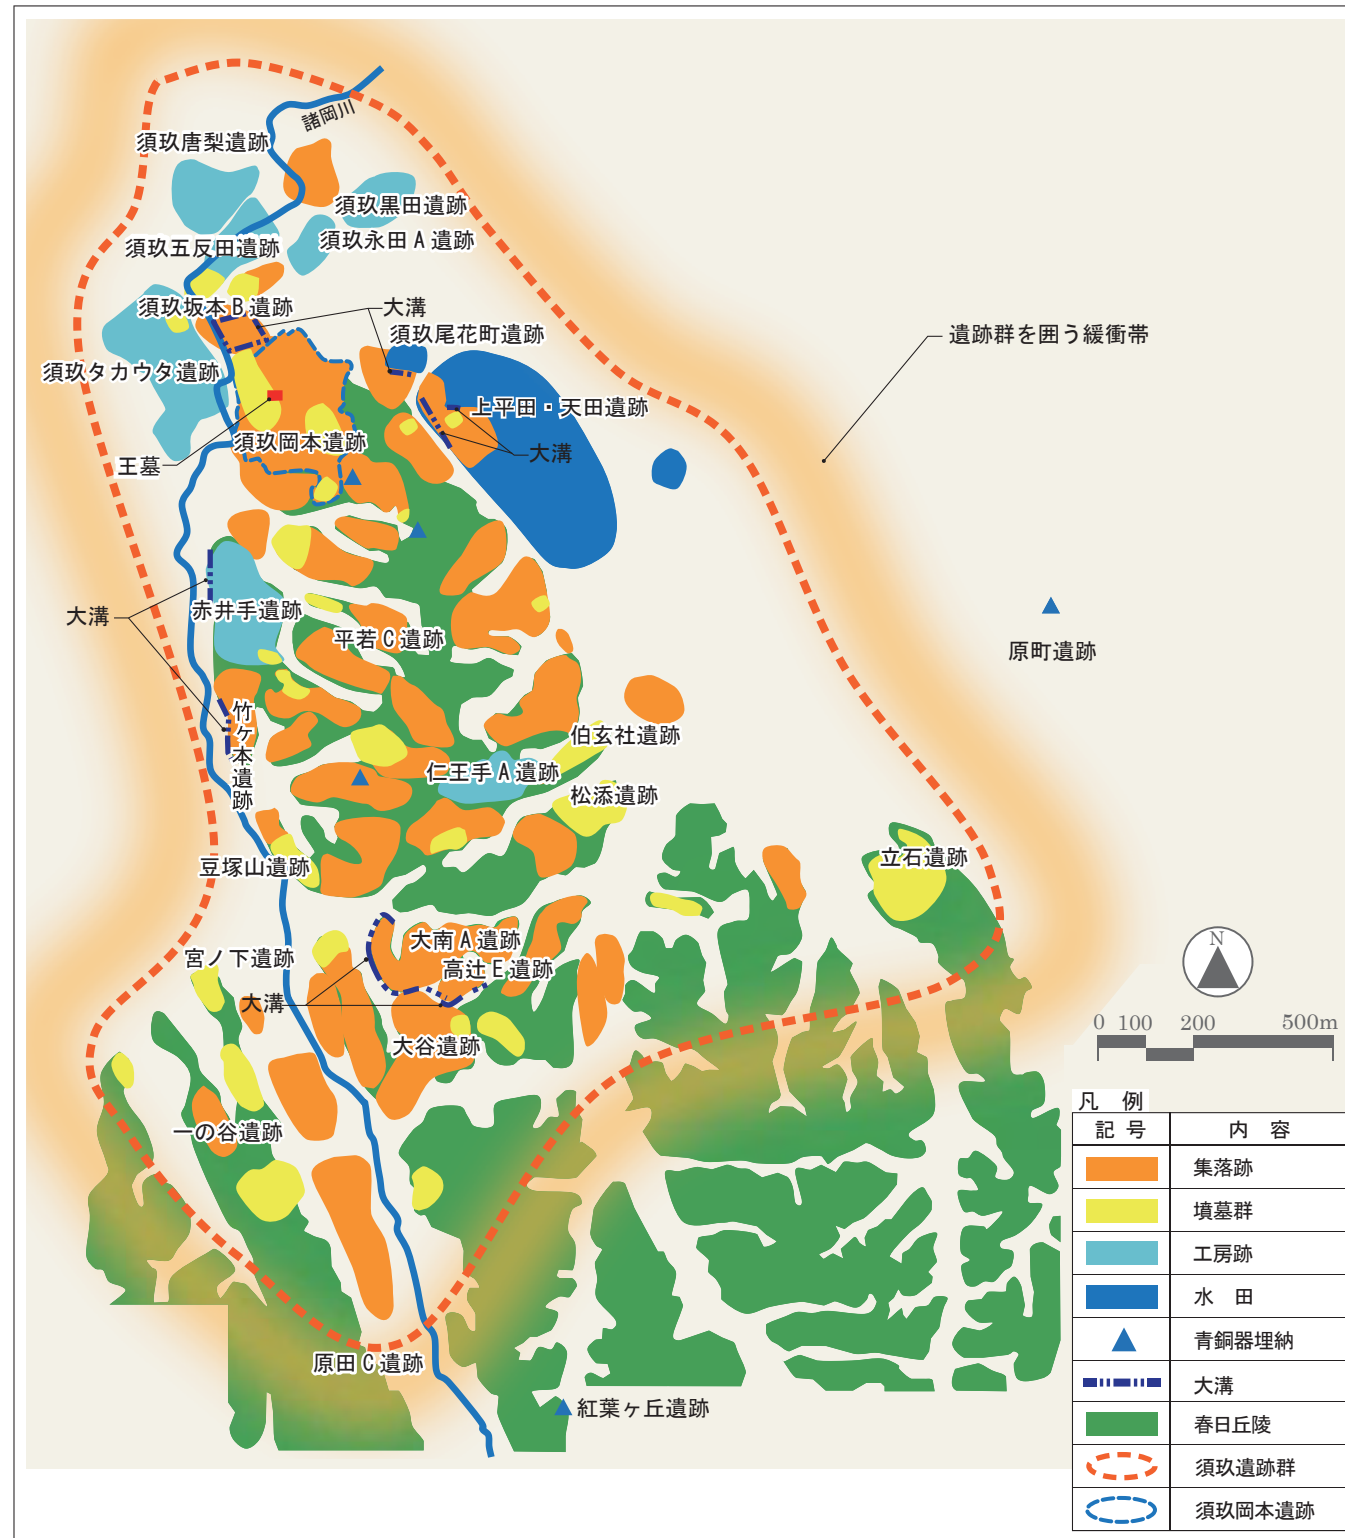 諸岡川
須玖唐梨遺跡
須玖黒田遺跡
須玖永田A遺跡
須玖五反田遺跡
須玖坂本B遺跡
大溝
須玖尾花町遺跡
遺跡群を囲う緩衝帯
須玖タカウタ遺跡
上平田・天田遺跡
須玖岡本遺跡
大溝
王墓
赤井手遺跡
大溝
平若C遺跡
原町遺跡
竹ヶ本遺跡
伯玄社遺跡
仁王手A遺跡
松添遺跡
豆塚山遺跡
立石遺跡
大南A遺跡
高辻E遺跡
宮ノ下遺跡
大溝
大谷遺跡
一の谷遺跡
原田C遺跡
紅葉ヶ丘遺跡
N
0 100 200 500m
凡 例
記号 内 容
集落跡
墳墓群
工房跡
水 田
青銅器埋納
大溝
春日丘陵
須玖遺跡群
須玖岡本遺跡